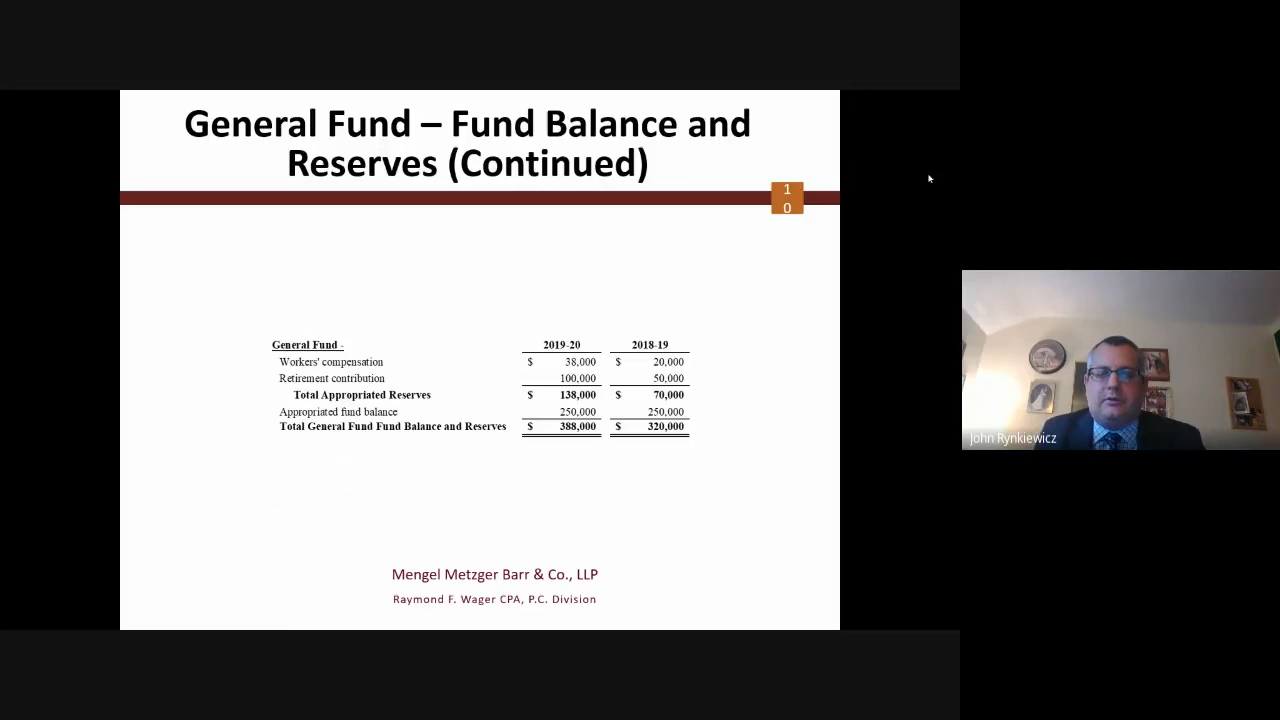 General Fund – Fund Balance and
Reserves (Continued)
1
0
General Fund - 2019-20 2018-19
Workers' compensation $ 38,000 $ 20,000
Retirement contribution 100,000 50,000
Total Appropriated Reserves $ 138,000 $ 70,000
Appropriated fund balance 250,000 250,000
Total General Fund Fund Balance and Reserves $ 388,000 $ 320,000
John Rynkiewicz
Mengel Metzger Barr & Co., LLP
Raymond F. Wager CPA, P.C. Division